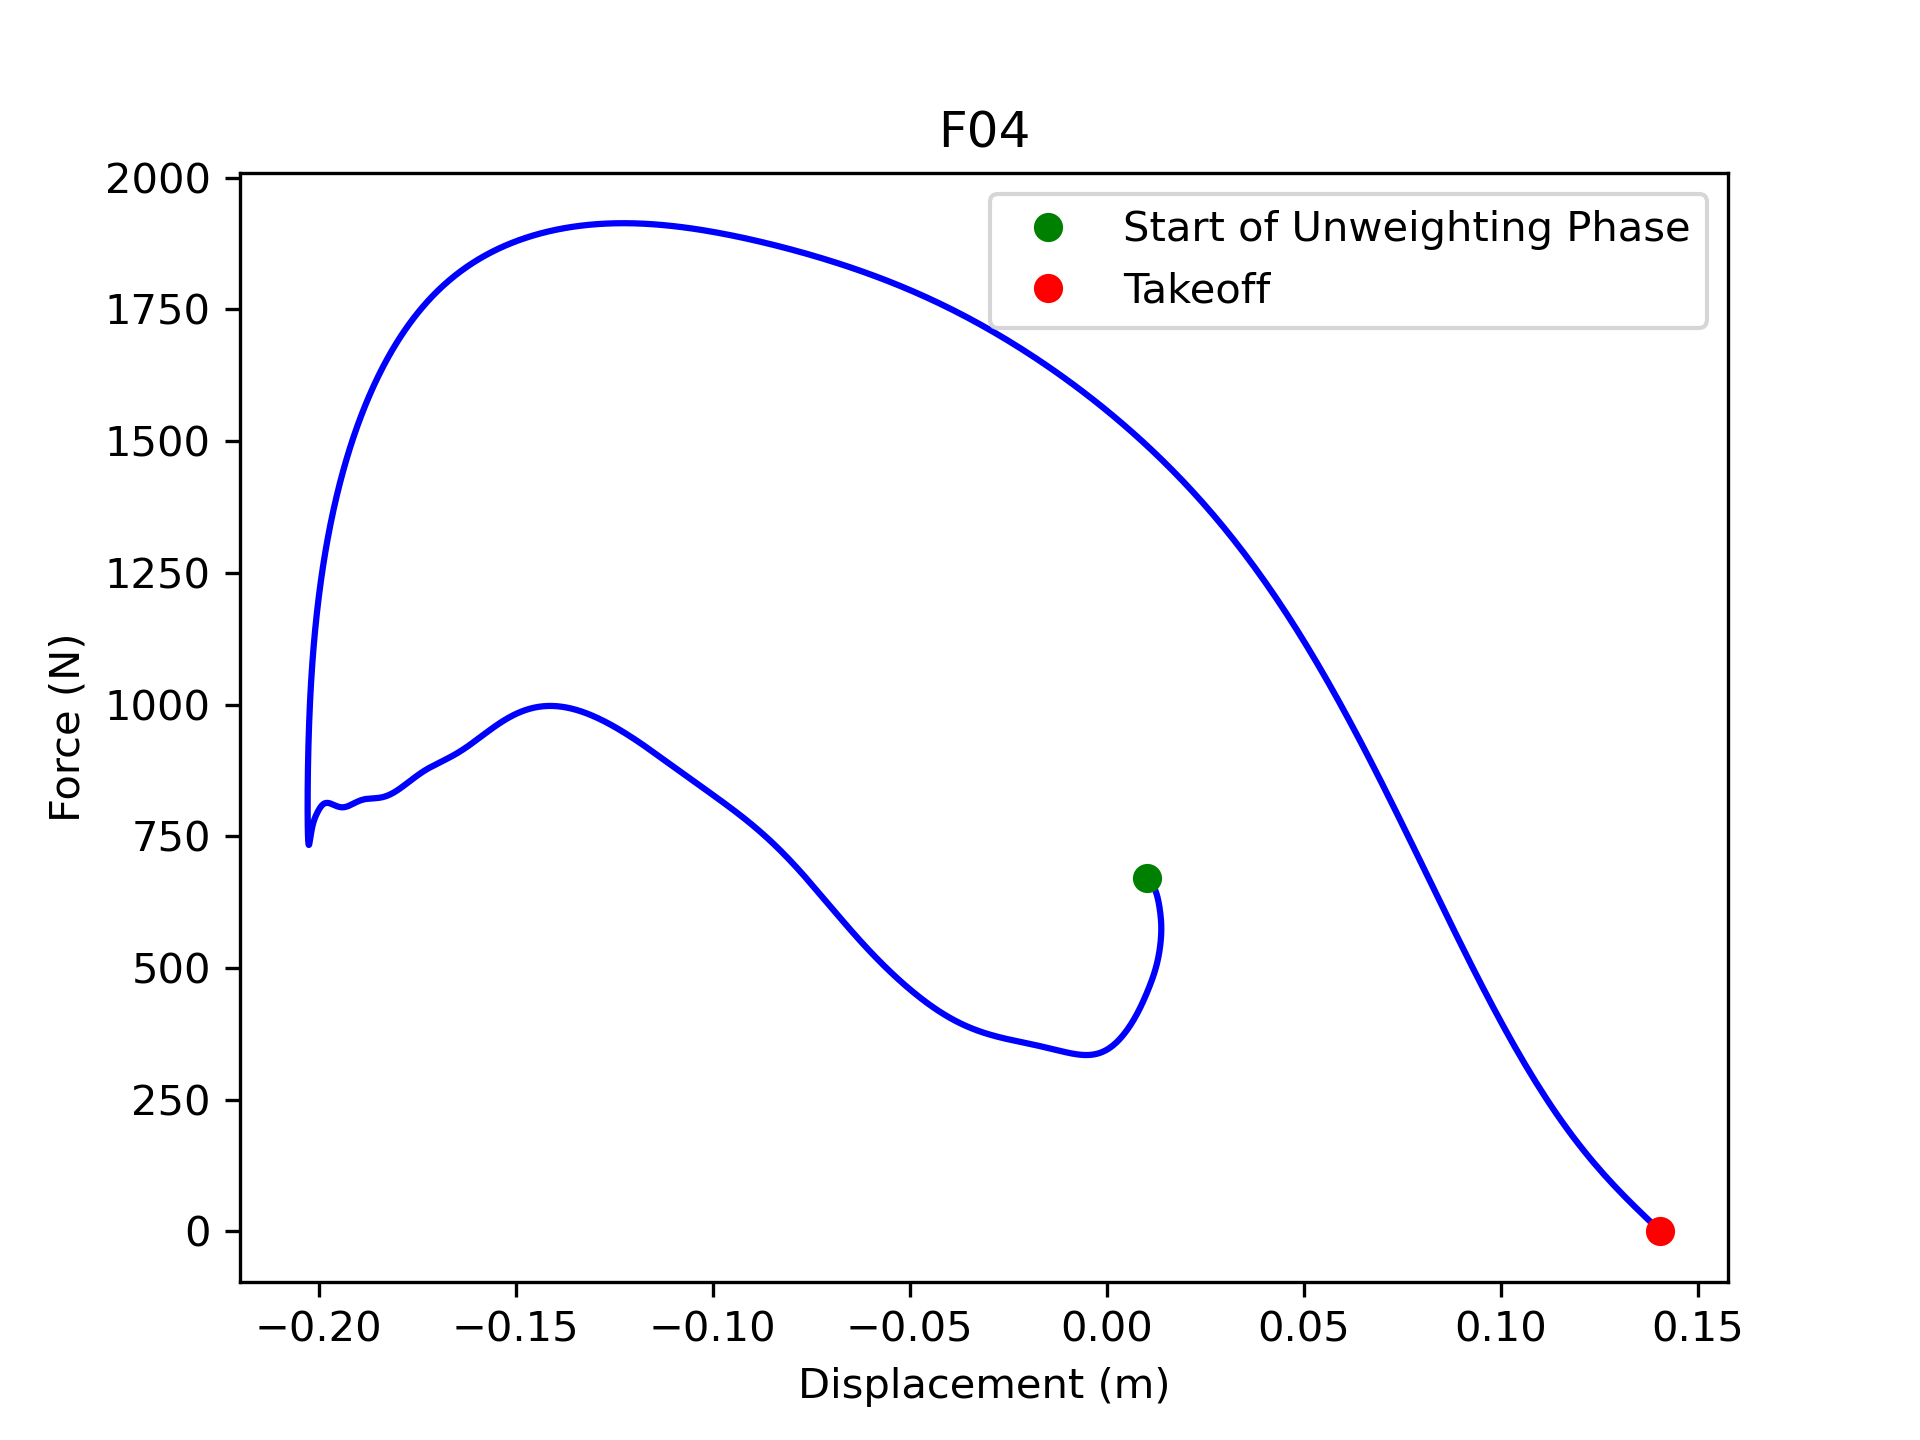 F04
Start of Unweighting Phase
Takeoff
2000
1750
1500
1250
1000
750
500
250
0
Force (N)
−0.20 −0.15 −0.10 −0.05 0.00 0.05 0.10 0.15
Displacement (m)